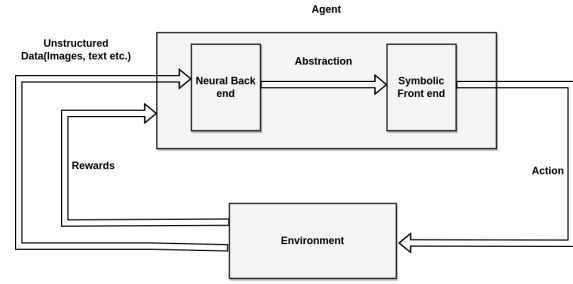 Agent
Unstructured
Data(Images, text etc.)
Abstraction
Neural Back
end
Symbolic
Front end
Rewards
Action
Environment